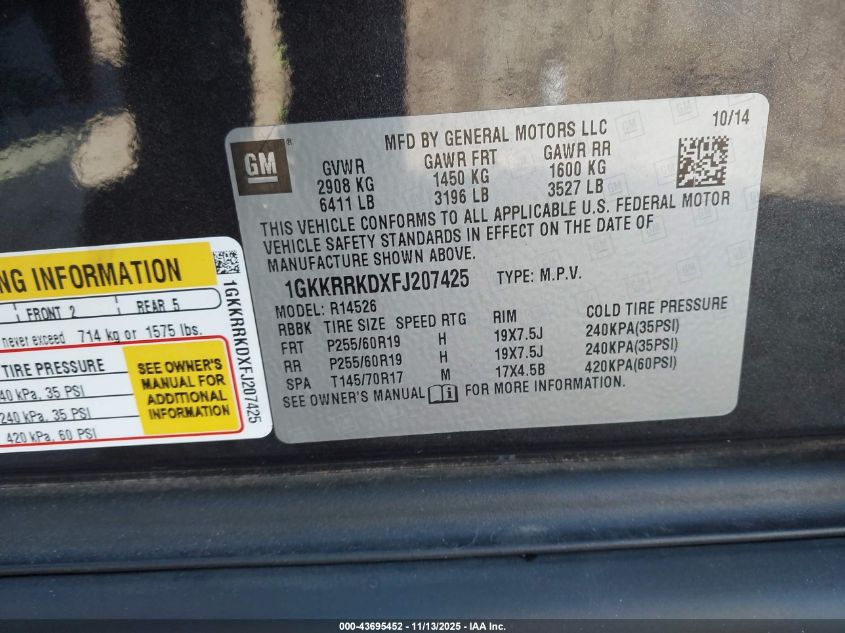 MFD BY GENERAL MOTORS LLC 10/14
GM
GVWR GAWR FRT GAWR RR
2908 KG 1450 KG 1600 KG
6411 LB 3196 LB 3527 LB
THIS VEHICLE CONFORMS TO ALL APPLICABLE U.S. FEDERAL MOTOR
VEHICLE SAFETY STANDARDS IN EFFECT ON THE DATE OF
MANUFACTURE SHOWN ABOVE.
1GKKRRKDXFJ207425 TYPE: M.P.V.
MODEL: R14526
RBBK TIRE SIZE SPEED RTG RIM COLD TIRE PRESSURE
FRT P255/60R19 H 19X7.5J 240KPA(35PSI)
RR P255/60R19 H 19X7.5J 240KPA(35PSI)
SPA T145/70R17 M 17X4.5B 420KPA(60PSI)
SEE OWNER'S MANUAL FOR MORE INFORMATION.
NG INFORMATION
FRONT 2 REAR 5
never exceed 714 kg or 1575 lbs.
TIRE PRESSURE
40 kPa, 35 PSI
240 kPa, 35 PSI
420 kPa, 60 PSI
SEE OWNER'S
MANUAL FOR
ADDITIONAL
INFORMATION
1GKKRRKDXFJ207425
000-43695452 - 11/13/2025 - IAA Inc.